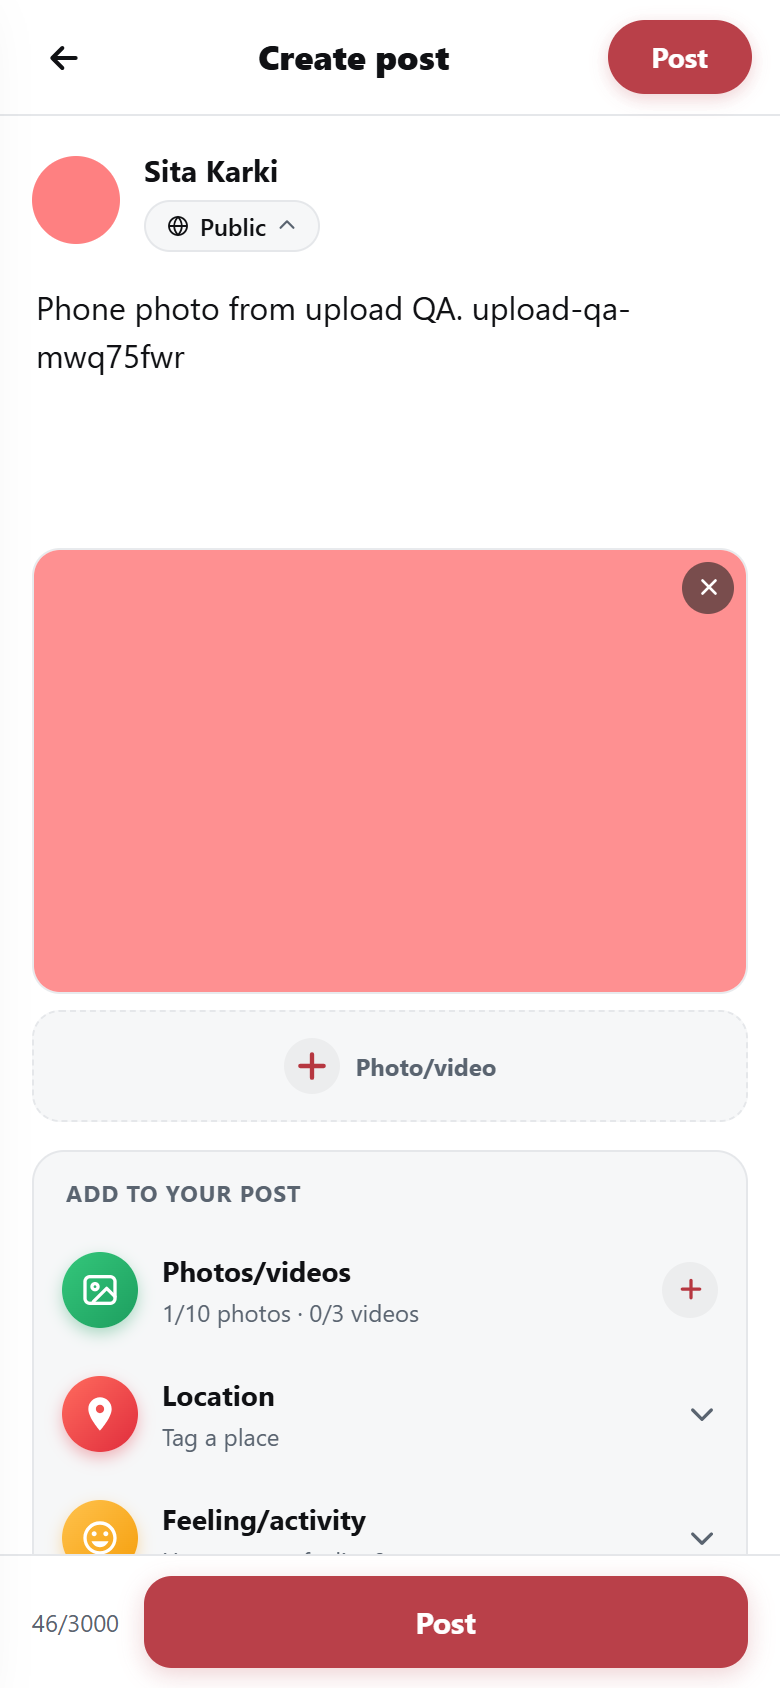 Create post
Post
Sita Karki
Public
Phone photo from upload QA. upload-qa-
mwq75fwr
Photo/video
ADD TO YOUR POST
Photos/videos
1/10 photos · 0/3 videos
Location
Tag a place
Feeling/activity
46/3000
Post